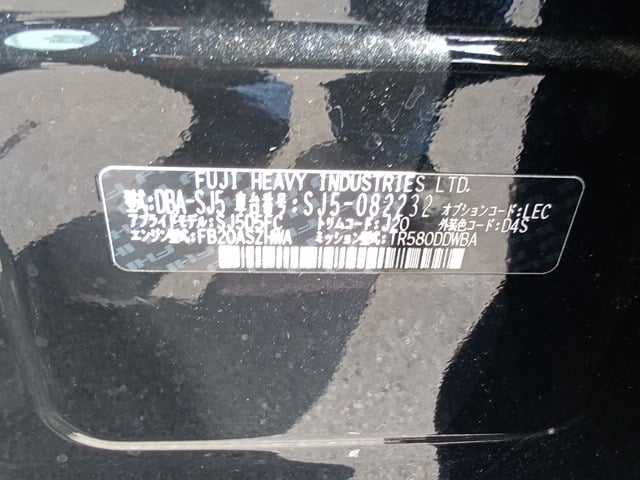 FUJI HEAVY INDUSTRIES LTD.
型式:DBA-SJ5 車台番号:SJ5-082232 オプションコード:LEC
アプライドモデル:SJ5D5EC トリムコード:J20 外装色コード:D4S
エンジン型式:FB20ASZHWA ミッション型式:TR580DDWBA